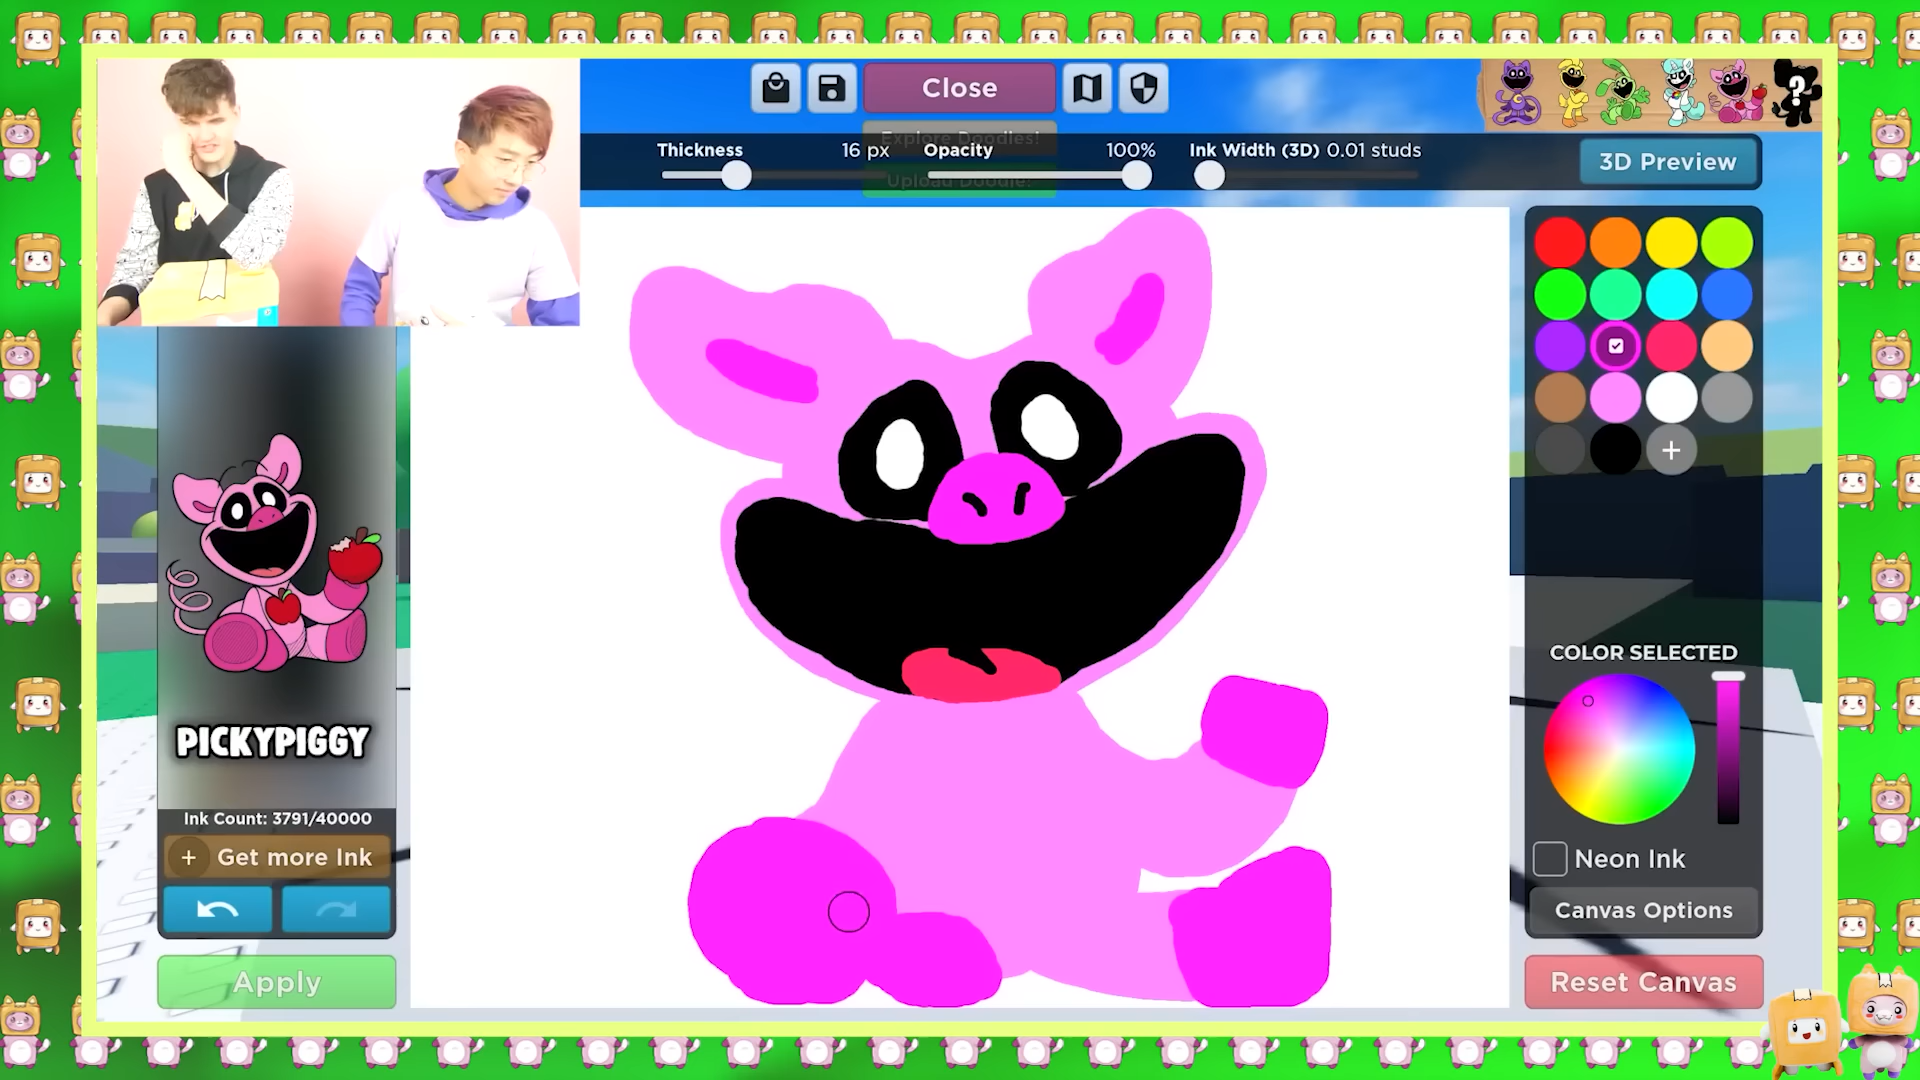 Close
Explore Doodles!
Upload Doodle!
Thickness
16 px
Opacity
100%
Ink Width (3D) 0.01 studs
3D Preview
?
PICKYPIGGY
Ink Count: 3791/40000
+ Get more Ink
Apply
+
COLOR SELECTED
Neon Ink
Canvas Options
Reset Canvas